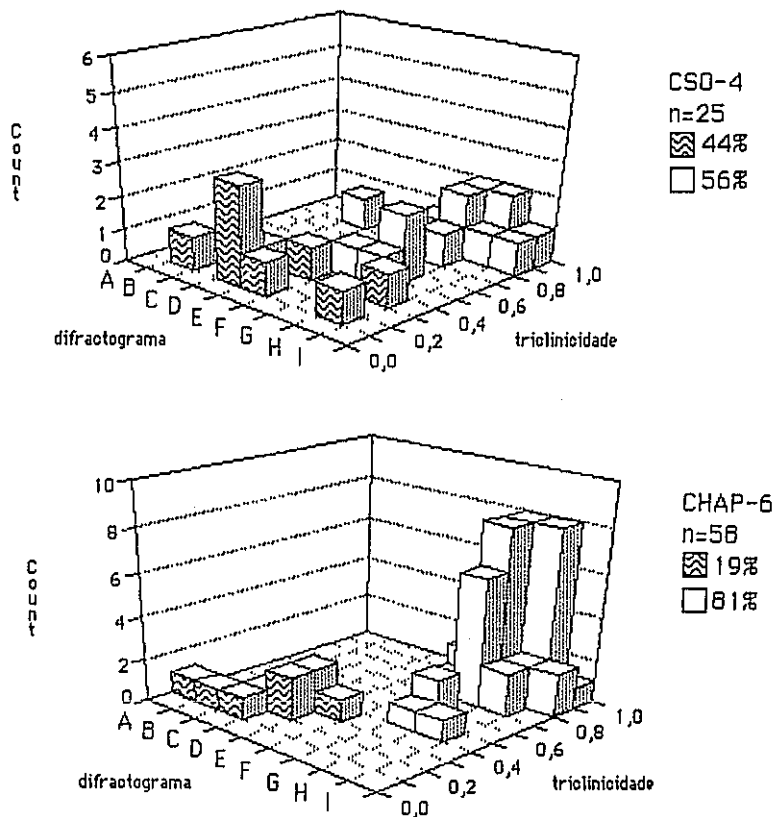 6
5
4
3
2
1
0
Count
A
B
C
D
E
F
G
H
I
difractograma
0,0
0,2
0,4
0,6
0,8
1,0
triclinicidade
CSO-4
n=25
44%
56%
10
8
6
4
2
0
Count
A
B
C
D
E
F
G
H
I
difractograma
0,0
0,2
0,4
0,6
0,8
1,0
triclinicidade
CHAP-6
n=58
19%
81%